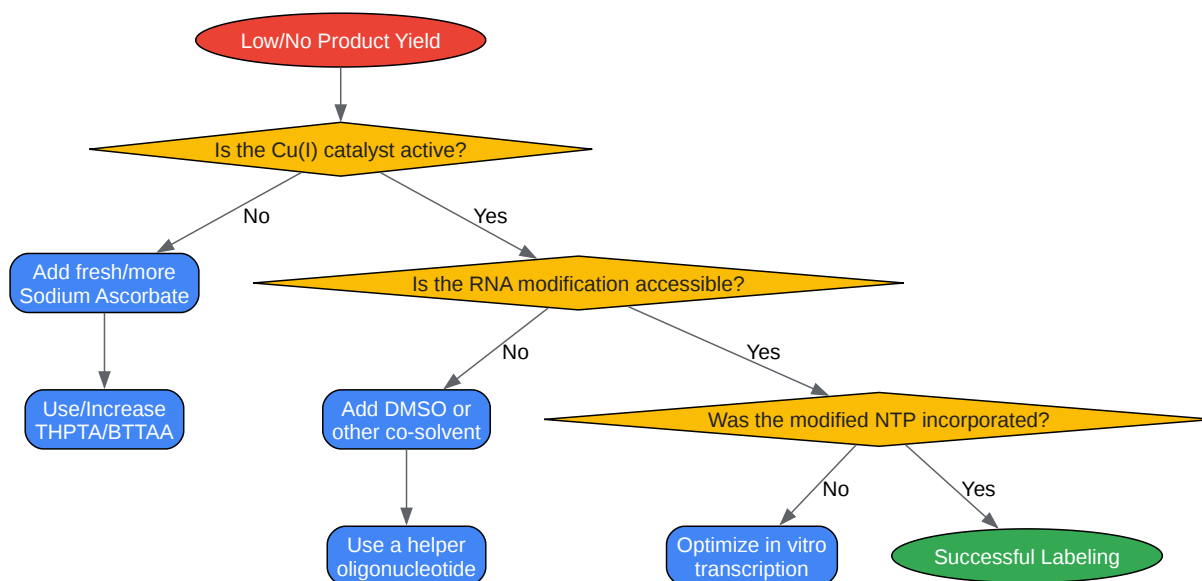 Low/No Product Yield
Is the Cu(I) catalyst active?
No
Yes
Add fresh/more
Sodium Ascorbate
Is the RNA modification accessible?
No
Yes
Use/Increase
THPTA/BTTAA
Add DMSO or
other co-solvent
Was the modified NTP incorporated?
No
Yes
Use a helper
oligonucleotide
Optimize in vitro
transcription
Successful Labeling